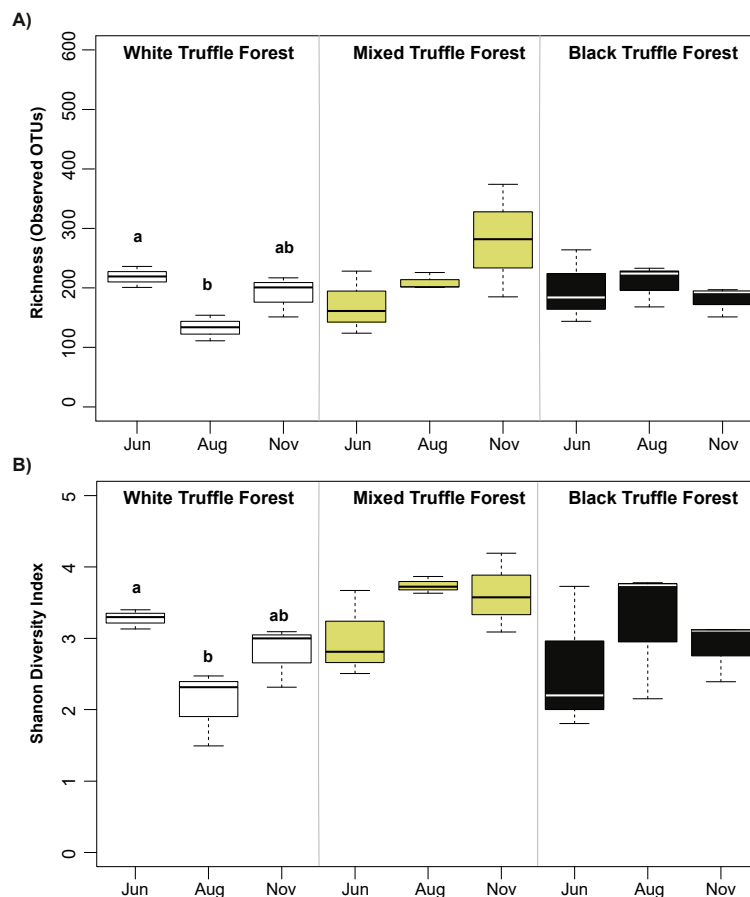 A)
White Truffle Forest Mixed Truffle Forest Black Truffle Forest
Richness (Observed OTUs)
600
500
400
300
200
100
0
a
b
ab
Jun Aug Nov Jun Aug Nov Jun Aug Nov
B)
White Truffle Forest Mixed Truffle Forest Black Truffle Forest
Shanon Diversity Index
5
4
3
2
1
0
a
b
ab
Jun Aug Nov Jun Aug Nov Jun Aug Nov